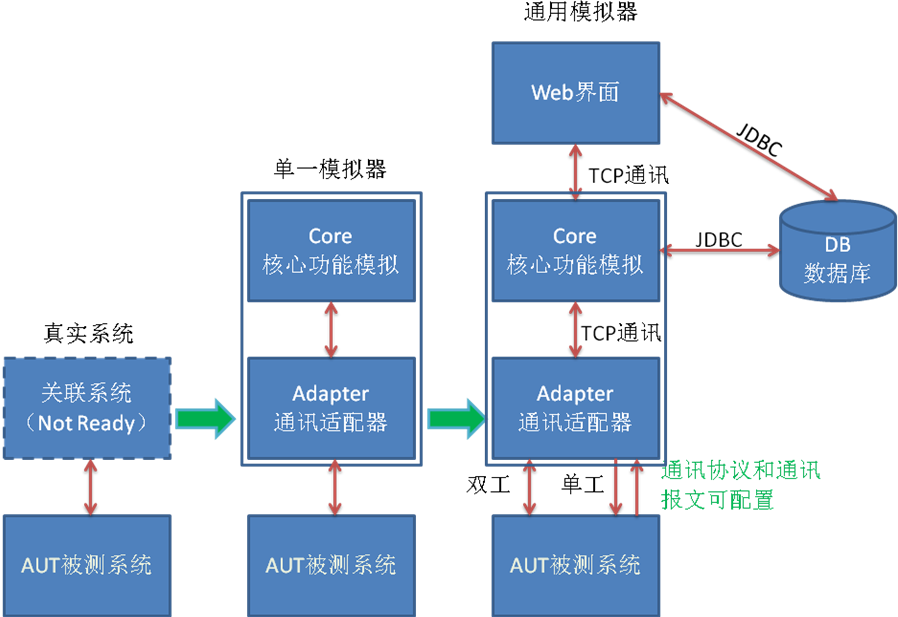 通用模拟器
Web界面
JDBC
TCP通讯
单一模拟器
Core
核心功能模拟
Core
核心功能模拟
JDBC
DB
数据库
真实系统
TCP通讯
关联系统
（Not Ready）
Adapter
通讯适配器
Adapter
通讯适配器
双工
单工
通讯协议和通讯
报文可配置
AUT被测系统
AUT被测系统
AUT被测系统